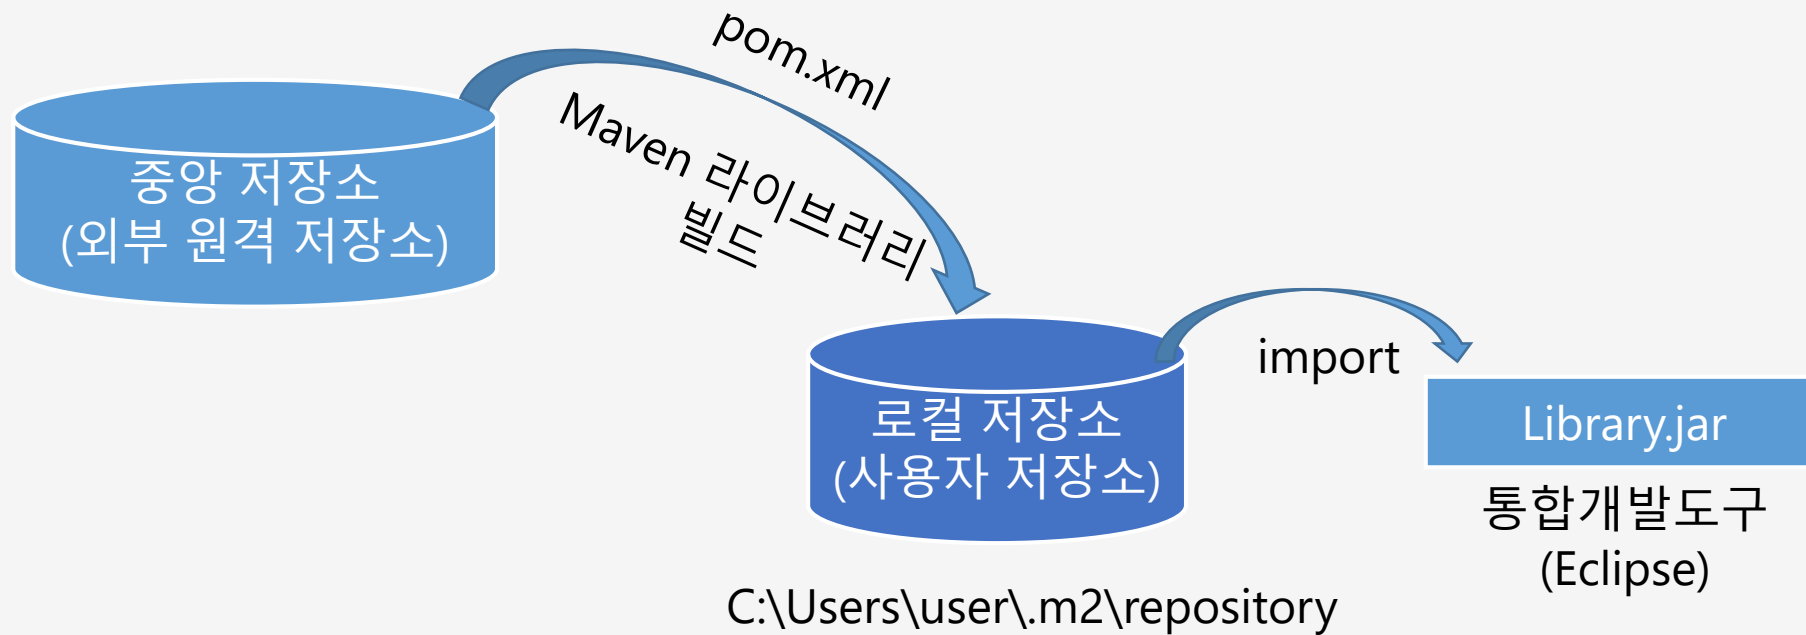 pom.xml
Maven 라이브러리
빌드
중앙 저장소
(외부 원격 저장소)
import
로컬 저장소
(사용자 저장소)
Library.jar
통합개발도구
(Eclipse)
C:\Users\user\.m2\repository